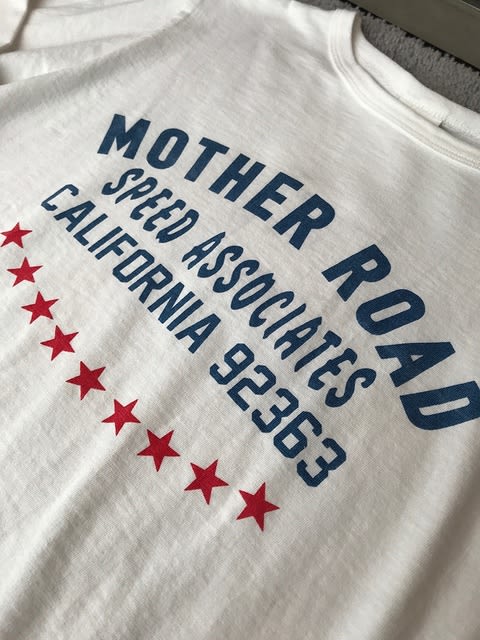 MOTHER ROAD
SPEED ASSOCIATES
CALIFORNIA 92363